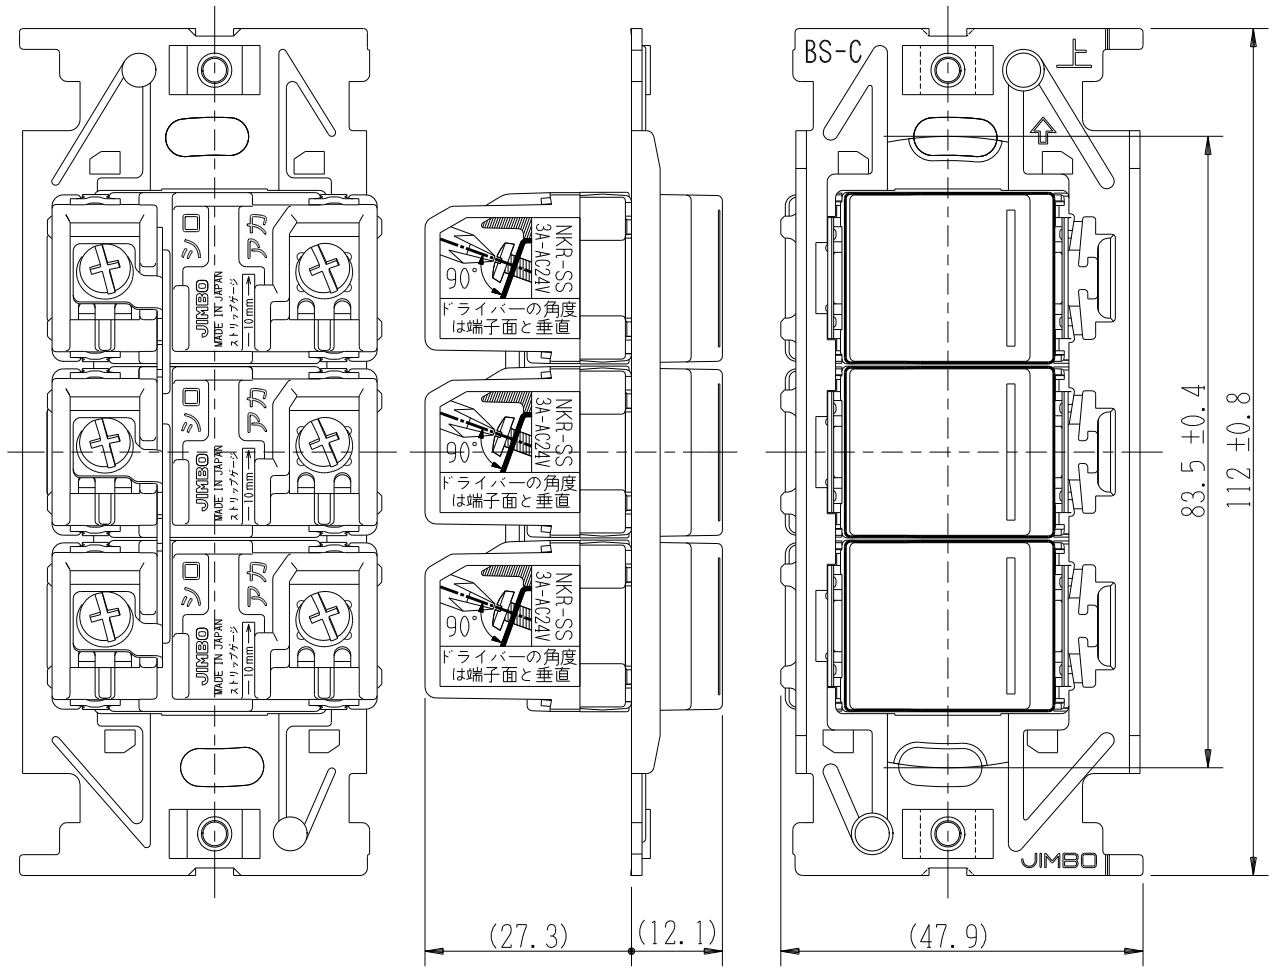 シロ
アカ
JIMBO
MADE IN JAPAN
ストリップゲージ
10mm
シロ
アカ
JIMBO
MADE IN JAPAN
ストリップゲージ
10mm
シロ
アカ
JIMBO
MADE IN JAPAN
ストリップゲージ
10mm
NKR-SS
3A-AC24V
90°
ドライバーの角度
は端子面と垂直
NKR-SS
3A-AC24V
90°
ドライバーの角度
は端子面と垂直
NKR-SS
3A-AC24V
90°
ドライバーの角度
は端子面と垂直
(27.3)
(12.1)
BS-C
上
JIMBO
83.5 ±0.4
112 ±0.8
(47.9)